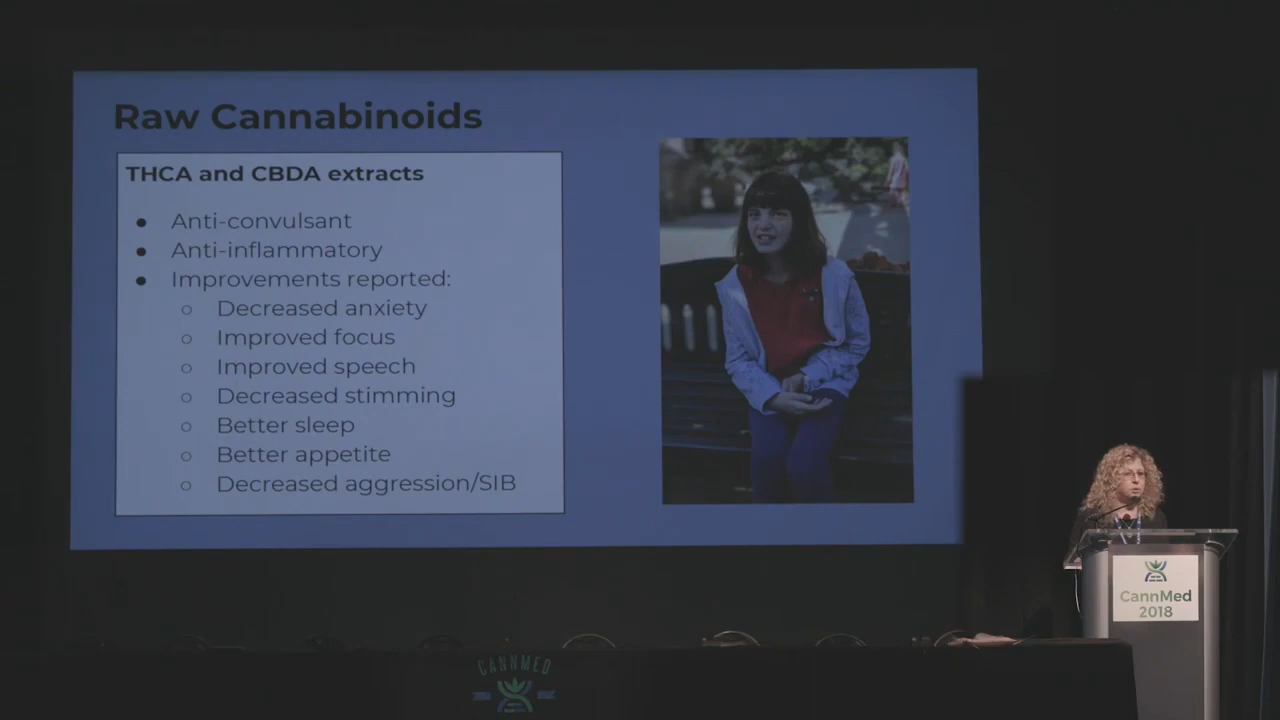 Raw Cannabinoids
THCA and CBDA extracts
● Anti-convulsant
● Anti-inflammatory
● Improvements reported:
○ Decreased anxiety
○ Improved focus
○ Improved speech
○ Decreased stimming
○ Better sleep
○ Better appetite
○ Decreased aggression/SIB
CannMed
2018
CANNMED